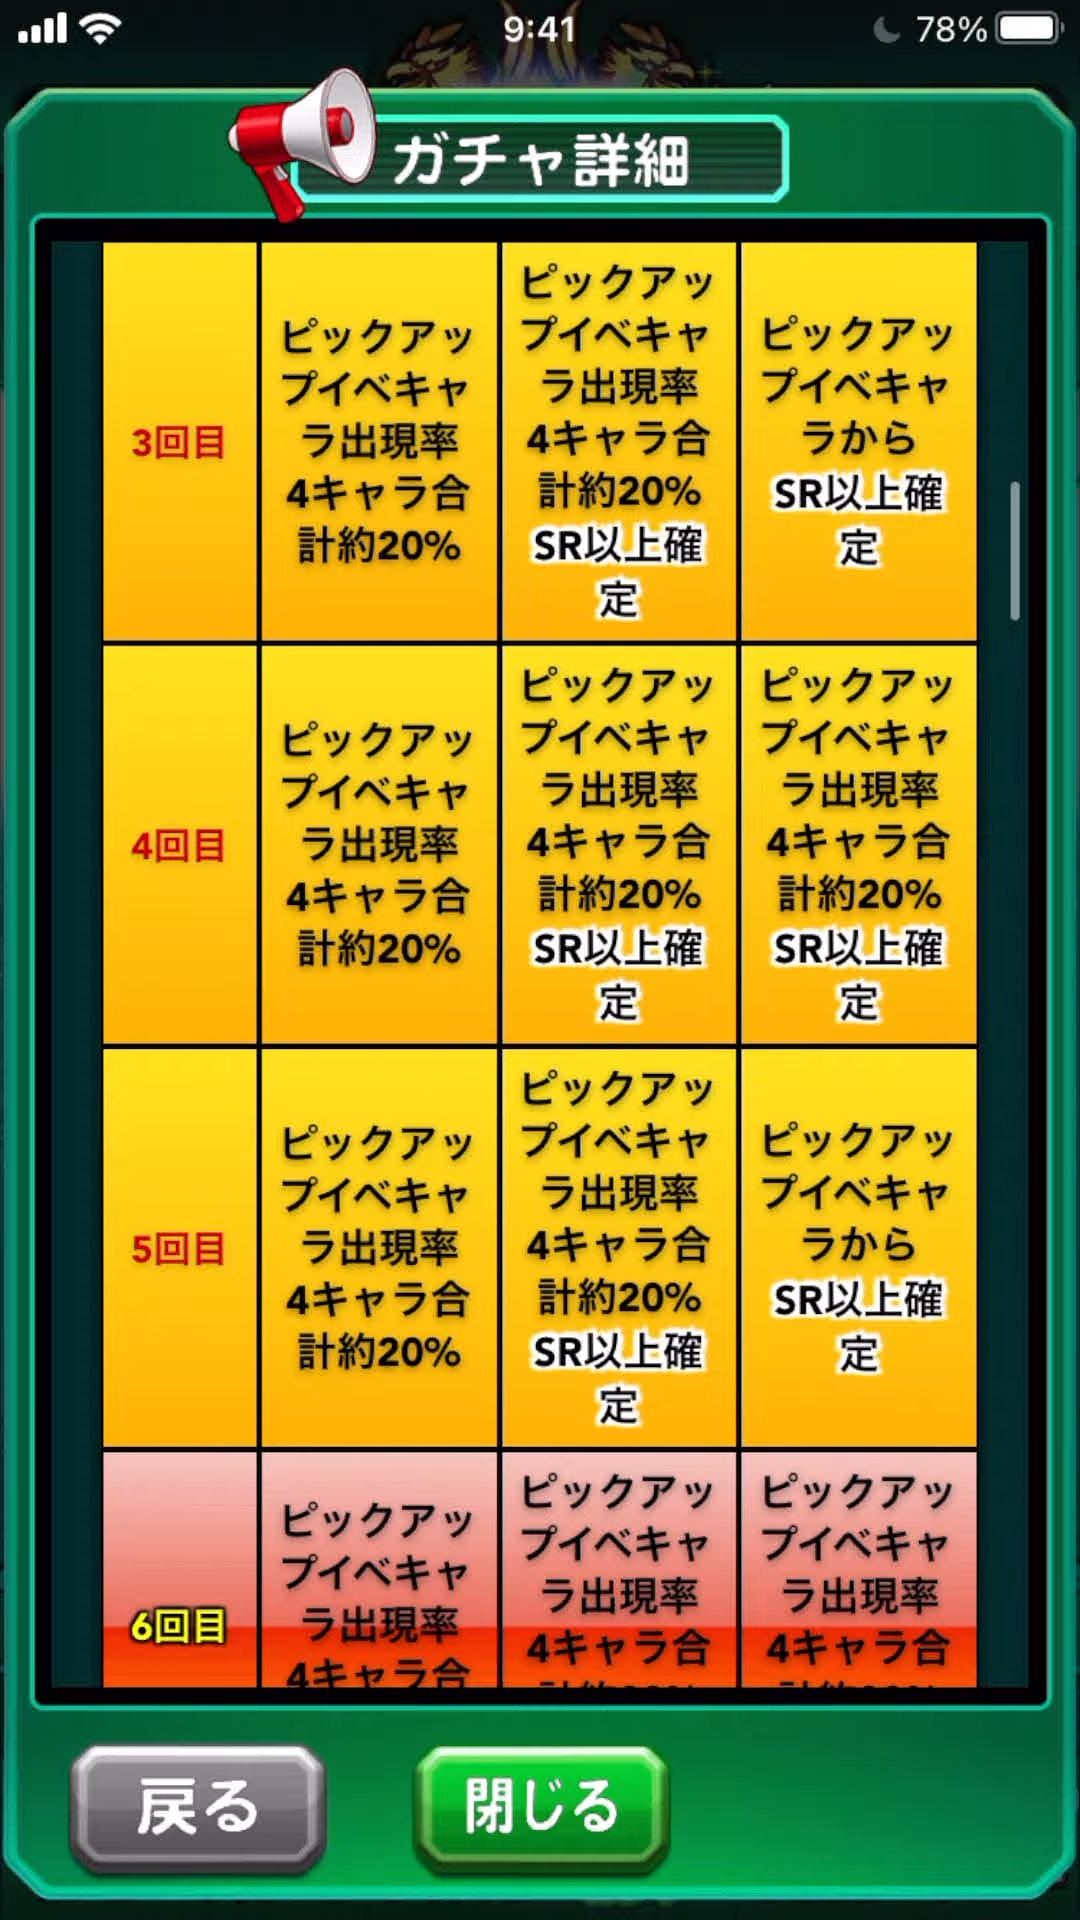 9:41
78%
ガチャ詳細
3回目
ピックアッ
プイベキャ
ラ出現率
4キャラ合
計約20%
ピックアッ
プイベキャ
ラ出現率
4キャラ合
計約20%
SR以上確
定
ピックアッ
プイベキャ
ラから
SR以上確
定
4回目
ピックアッ
プイベキャ
ラ出現率
4キャラ合
計約20%
ピックアッ
プイベキャ
ラ出現率
4キャラ合
計約20%
SR以上確
定
ピックアッ
プイベキャ
ラ出現率
4キャラ合
計約20%
SR以上確
定
5回目
ピックアッ
プイベキャ
ラ出現率
4キャラ合
計約20%
ピックアッ
プイベキャ
ラ出現率
4キャラ合
計約20%
SR以上確
定
ピックアッ
プイベキャ
ラから
SR以上確
定
6回目
ピックアッ
プイベキャ
ラ出現率
4キャラ合
ピックアッ
プイベキャ
ラ出現率
4キャラ合
ピックアッ
プイベキャ
ラ出現率
4キャラ合
戻る
閉じる